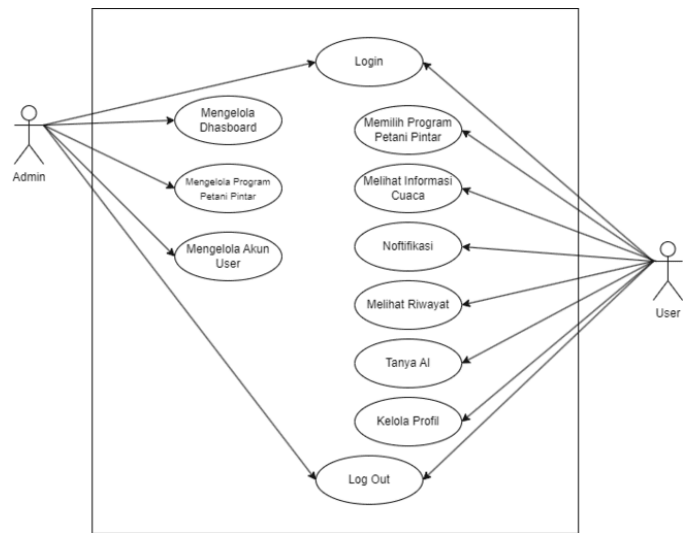 Login
Mengelola
Dhasboard
Memilih Program
Petani Pintar
Admin
Mengelola Program
Petani Pintar
Melihat Informasi
Cuaca
Mengelola Akun
User
Noftifikasi
User
Melihat Riwayat
Tanya AI
Kelola Profil
Log Out